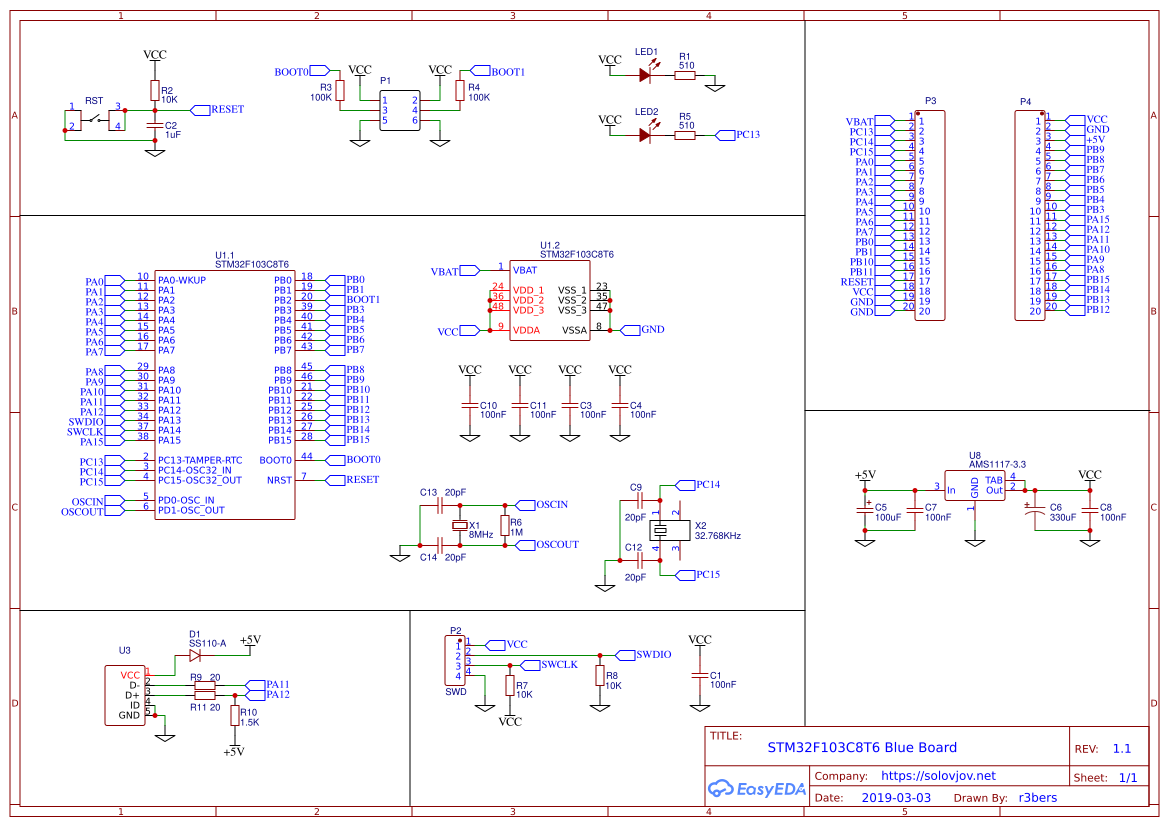 1 2 3 4 5
A A
B B
C C
D D
1 2 3 4 5
VCC
R2
10K
RST
1 3
2 4
RESET
C2
1uF
BOOT0 VCC VCC BOOT1
P1
R3
100K
R4
100K
1 2
3 4
5 6
VCC
LED1
R1
510
VCC
LED2
R5
510
PC13
P3
VBAT 1 1
PC13 2 2
PC14 3 3
PC15 4 4
PA0 5 5
PA1 6 6
PA2 7 7
PA3 8 8
PA4 9 9
PA5 10 10
PA6 11 11
PA7 12 12
PB0 13 13
PB1 14 14
PB10 15 15
PB11 16 16
RESET 17 17
VCC 18 18
GND 19 19
GND 20 20
P4
1 1 VCC
2 2 GND
3 3 +5V
4 4 PB9
5 5 PB8
6 6 PB7
7 7 PB6
8 8 PB5
9 9 PB4
10 10 PB3
11 11 PA15
12 12 PA12
13 13 PA11
14 14 PA10
15 15 PA9
16 16 PA8
17 17 PB15
18 18 PB14
19 19 PB13
20 20 PB12
U1.1
STM32F103C8T6
PA0 10 PA0-WKUP PB0 18 PB0
PA1 11 PA1 PB1 19 PB1
PA2 12 PA2 PB2 20 BOOT1
PA3 13 PA3 PB3 39 PB3
PA4 14 PA4 PB4 40 PB4
PA5 15 PA5 PB5 41 PB5
PA6 16 PA6 PB6 42 PB6
PA7 17 PA7 PB7 43 PB7
PA8 29 PA8 PB8 45 PB8
PA9 30 PA9 PB9 46 PB9
PA10 31 PA10 PB10 21 PB10
PA11 32 PA11 PB11 22 PB11
PA12 33 PA12 PB12 25 PB12
SWDIO 34 PA13 PB13 26 PB13
SWCLK 37 PA14 PB14 27 PB14
PA15 38 PA15 PB15 28 PB15
PC13 2 PC13-TAMPER-RTC BOOT0 44 BOOT0
PC14 3 PC14-OSC32_IN
PC15 4 PC15-OSC32_OUT NRST 7 RESET
OSCIN 5 PD0-OSC_IN
OSCOUT 6 PD1-OSC_OUT
U1.2
STM32F103C8T6
VBAT 1 VBAT
24 VDD_1 VSS_1 23
36 VDD_2 VSS_2 35
48 VDD_3 VSS_3 47
VCC 9 VDDA VSSA 8 GND
VCC VCC VCC VCC
C10
100nF
C11
100nF
C3
100nF
C4
100nF
C13 20pF
OSCIN
X1
8MHz
R6
1M
OSCOUT
C14 20pF
C9
20pF
PC14
1 2
X2
32.768KHz
4 3
C12
20pF
PC15
U8
AMS1117-3.3
+5V VCC
3 In TAB 4
Out 2
GND
1
C5
100uF
C7
100nF
C6
330uF
C8
100nF
U3
D1
SS110-A
+5V
VCC 1
D- 2
D+ 3
ID 4
GND 5
R9 20
PA11
PA12
R11 20
R10
1.5K
+5V
P2
1 1 VCC
2 2 SWDIO
3 3 SWCLK
4 4
SWD
R7
10K
VCC
R8
10K
VCC
C1
100nF
TITLE:
STM32F103C8T6 Blue Board
REV: 1.1
EasyEDA
Company: https://solovjov.net
Sheet: 1/1
Date: 2019-03-03 Drawn By: r3bers